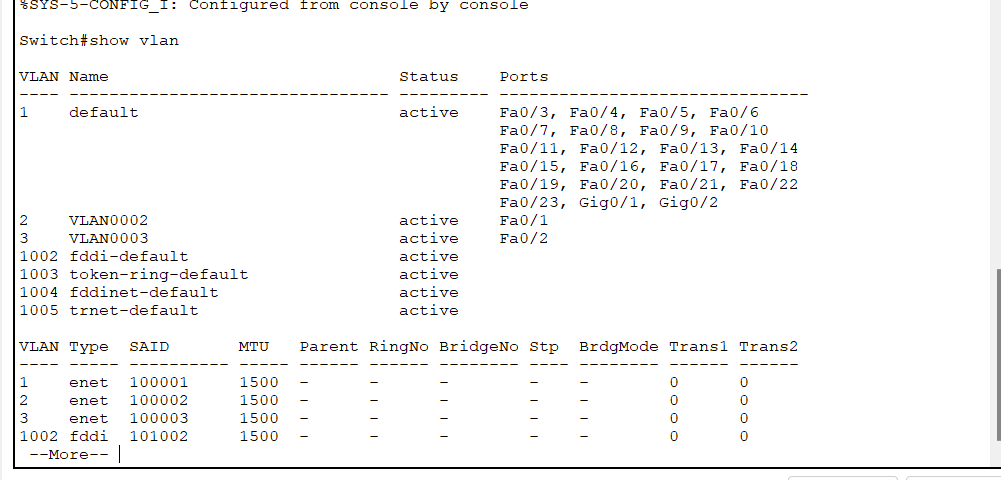 %SYS-5-CONFIG_I: Configured from console by console
Switch#show vlan
VLAN Name                             Status    Ports
---- -------------------------------- --------- -------------------------------
1    default                          active    Fa0/3, Fa0/4, Fa0/5, Fa0/6
                                                Fa0/7, Fa0/8, Fa0/9, Fa0/10
                                                Fa0/11, Fa0/12, Fa0/13, Fa0/14
                                                Fa0/15, Fa0/16, Fa0/17, Fa0/18
                                                Fa0/19, Fa0/20, Fa0/21, Fa0/22
                                                Fa0/23, Gig0/1, Gig0/2
2    VLAN0002                         active    Fa0/1
3    VLAN0003                         active    Fa0/2
1002 fddi-default                     active
1003 token-ring-default               active
1004 fddinet-default                  active
1005 trnet-default                    active
VLAN Type  SAID       MTU   Parent RingNo BridgeNo Stp  BrdgMode Trans1 Trans2
---- ----- ---------- ----- ------ ------ -------- ---- -------- ------ ------
1    enet  100001     1500  -      -      -        -    -        0      0
2    enet  100002     1500  -      -      -        -    -        0      0
3    enet  100003     1500  -      -      -        -    -        0      0
1002 fddi  101002     1500  -      -      -        -    -        0      0
 --More--